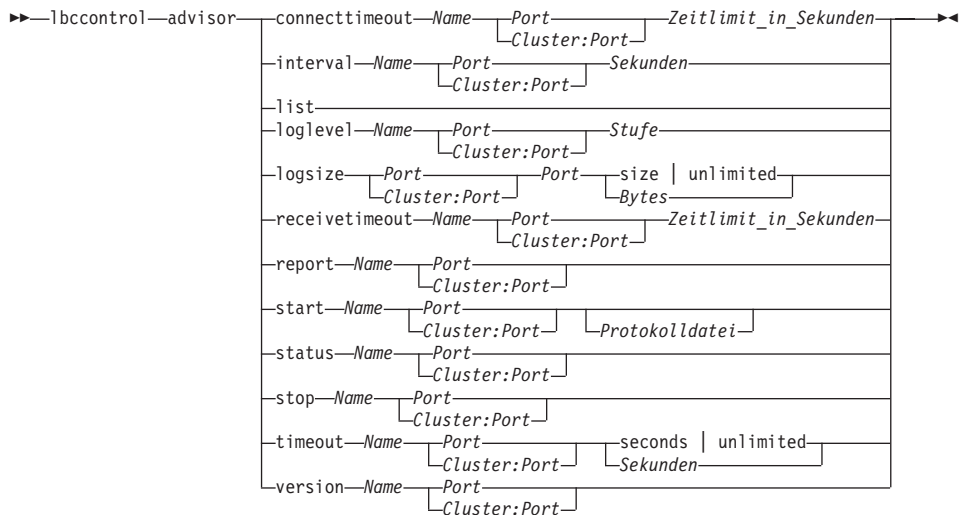 lbccontrol advisor connecttimeout Name Port Zeitlimit_in_Sekunden
Cluster:Port
interval Name Port Sekunden
Cluster:Port
list
loglevel Name Port Stufe
Cluster:Port
logsize Port Port size | unlimited
Cluster:Port Bytes
receivetimeout Name Port Zeitlimit_in_Sekunden
Cluster:Port
report Name Port
Cluster:Port
start Name Port
Cluster:Port Protokolldatei
status Name Port
Cluster:Port
stop Name Port
Cluster:Port
timeout Name Port seconds | unlimited
Cluster:Port Sekunden
version Name Port
Cluster:Port